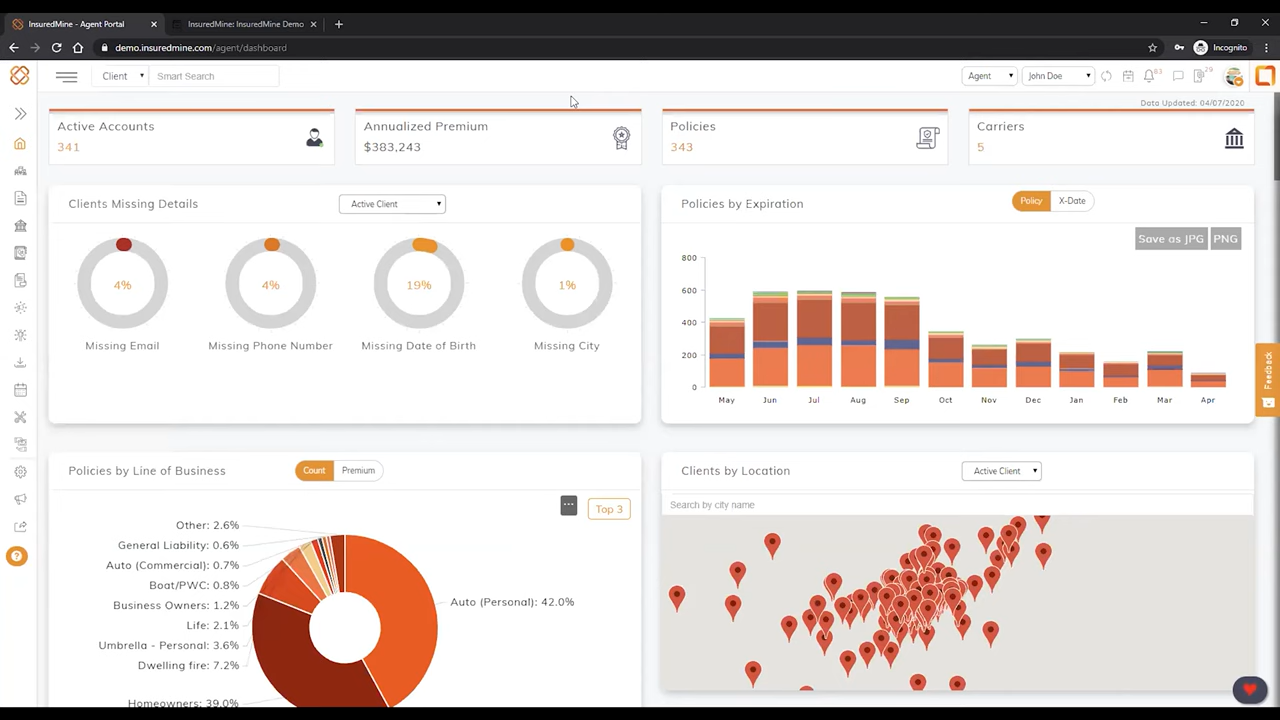 InsuredMine - Agent Portal
InsuredMine: InsuredMine Demo
demo.insuredmine.com/agent/dashboard
Incognito
Client
Smart Search
Agent
John Doe
83
29
Data Updated: 04/07/2020
Active Accounts
341
Annualized Premium
$383,243
Policies
343
Carriers
5
Clients Missing Details
Active Client
4%
4%
19%
1%
Missing Email
Missing Phone Number
Missing Date of Birth
Missing City
Policies by Expiration
Policy
X-Date
Save as JPG
PNG
800
600
400
200
0
May Jun Jul Aug Sep Oct Nov Dec Jan Feb Mar Apr
Feedback
Policies by Line of Business
Count
Premium
...
Top 3
Other: 2.6%
General Liability: 0.6%
Auto (Commercial): 0.7%
Boat/PWC: 0.8%
Business Owners: 1.2%
Life: 2.1%
Umbrella - Personal: 3.6%
Dwelling fire: 7.2%
Homeowners: 39.0%
Auto (Personal): 42.0%
Clients by Location
Active Client
Search by city name